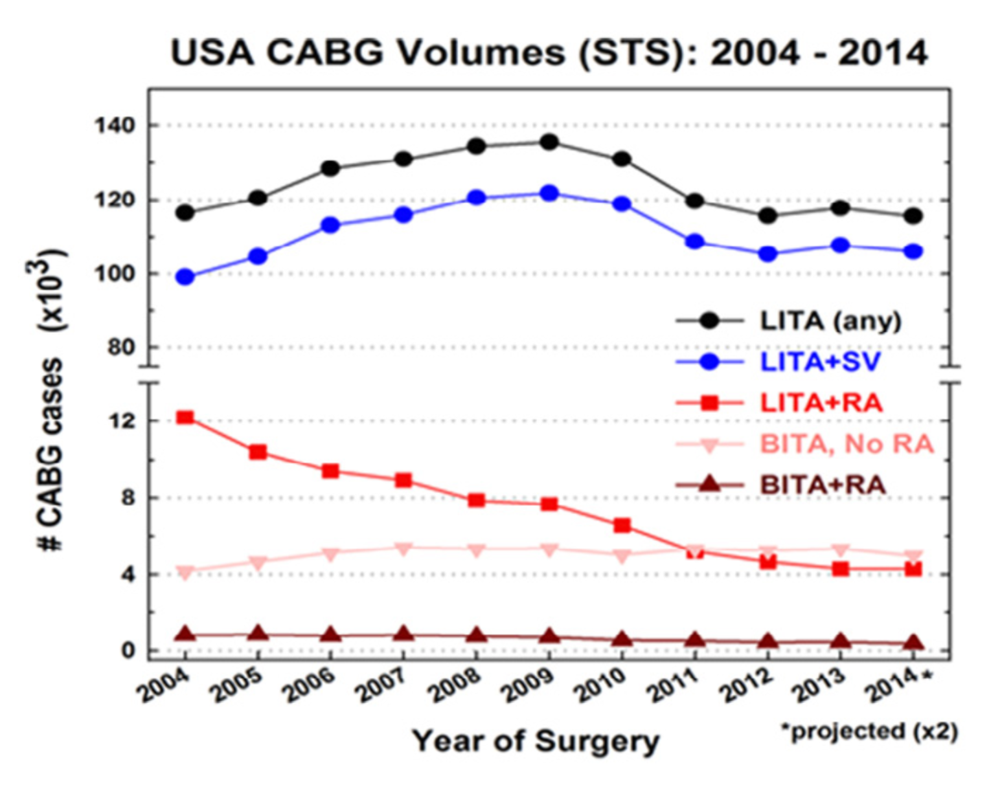 USA CABG Volumes (STS): 2004 - 2014
# CABG cases (x10³)
140
120
100
80
12
8
4
0
LITA (any)
LITA+SV
LITA+RA
BITA, No RA
BITA+RA
2004 2005 2006 2007 2008 2009 2010 2011 2012 2013 2014*
Year of Surgery
*projected (x2)